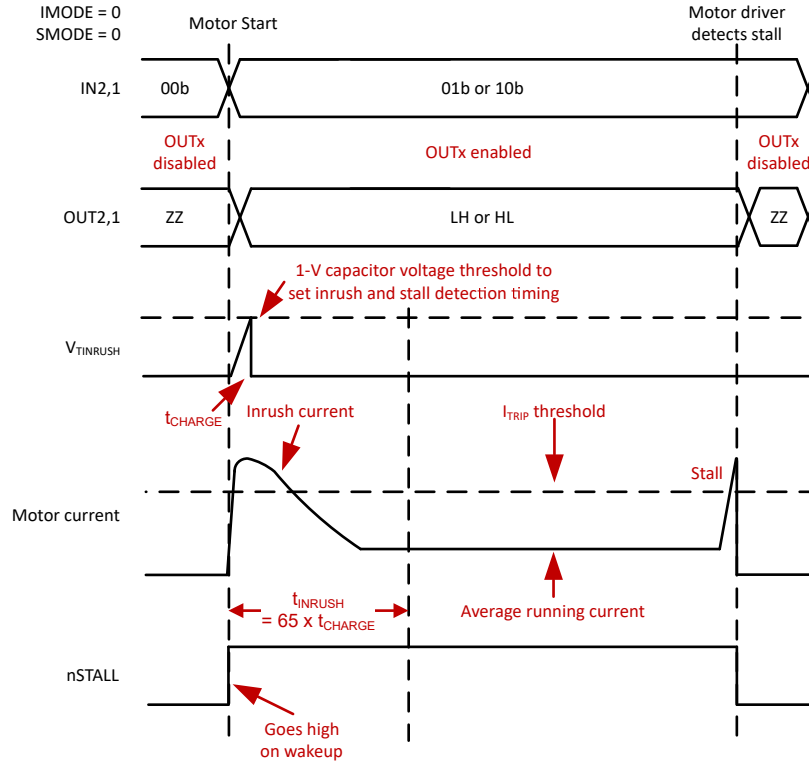 IMODE = 0
SMODE = 0
Motor Start
Motor driver
detects stall
IN2,1
00b
01b or 10b
OUTx
disabled
OUTx enabled
OUTx
disabled
OUT2,1
ZZ
LH or HL
ZZ
1-V capacitor voltage threshold to
set inrush and stall detection timing
VTINRUSH
tCHARGE
Inrush current
ITRIP threshold
Stall
Motor current
tINRUSH
= 65 x tCHARGE
Average running current
nSTALL
Goes high
on wakeup